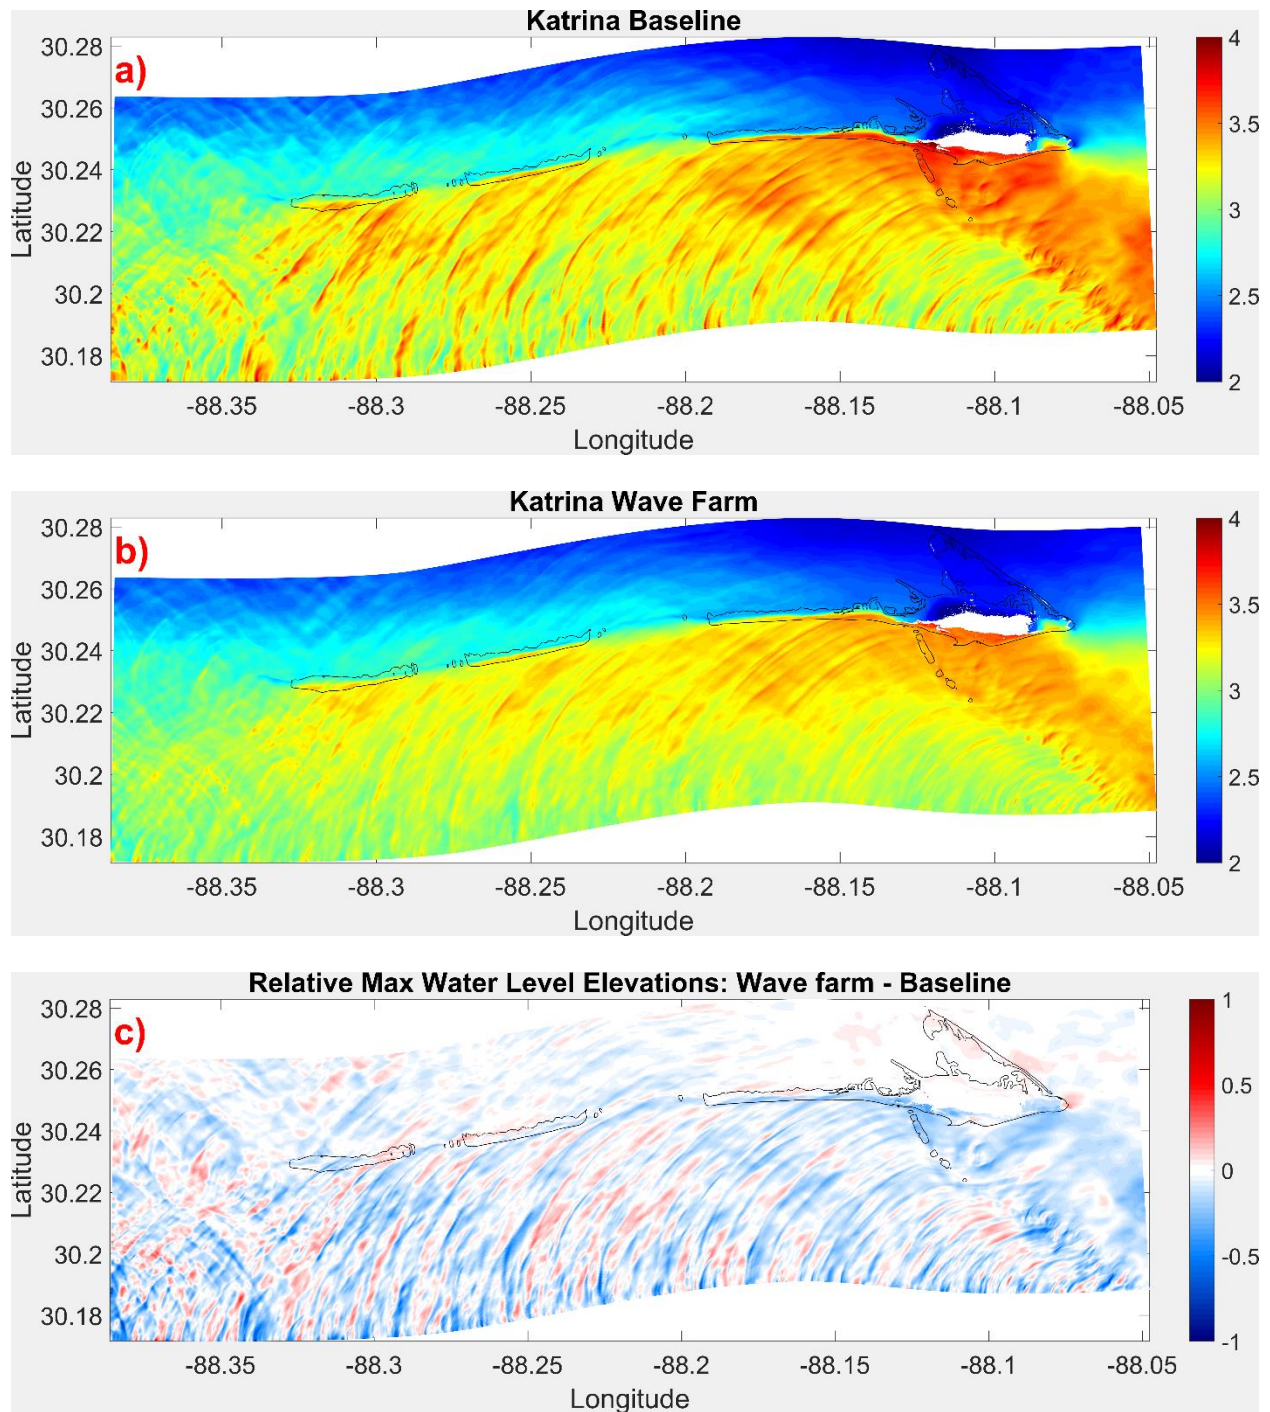 Katrina Baseline
a)
30.28
30.26
30.24
30.22
30.2
30.18
Latitude
-88.35 -88.3 -88.25 -88.2 -88.15 -88.1 -88.05
Longitude
4
3.5
3
2.5
2
Katrina Wave Farm
b)
30.28
30.26
30.24
30.22
30.2
30.18
Latitude
-88.35 -88.3 -88.25 -88.2 -88.15 -88.1 -88.05
Longitude
4
3.5
3
2.5
2
Relative Max Water Level Elevations: Wave farm - Baseline
c)
30.28
30.26
30.24
30.22
30.2
30.18
Latitude
-88.35 -88.3 -88.25 -88.2 -88.15 -88.1 -88.05
Longitude
1
0.5
0
-0.5
-1